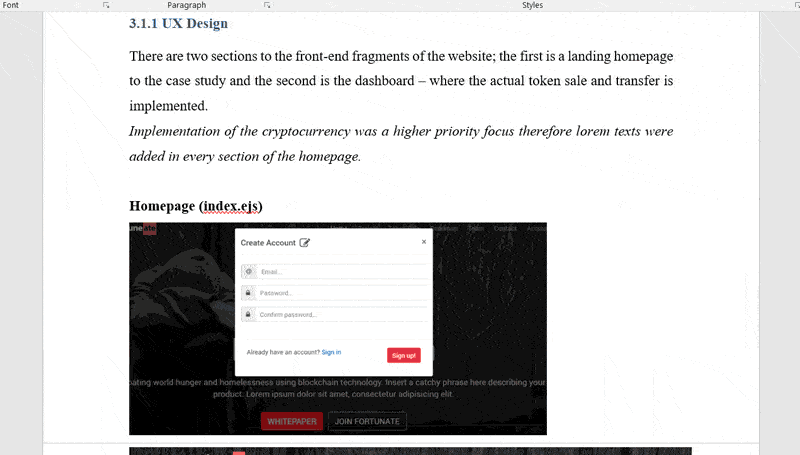 Font Paragraph Styles
3.1.1 UX Design
There are two sections to the front-end fragments of the website; the first is a landing homepage
to the case study and the second is the dashboard – where the actual token sale and transfer is
implemented.
Implementation of the cryptocurrency was a higher priority focus therefore lorem texts were
added in every section of the homepage.
Homepage (index.ejs)
Create Account ×
@ Email...
Password...
Confirm password...
Already have an account? Sign in
Sign up!
ating world hunger and homelessness using blockchain technology. Insert a catchy phrase here describing your
product. Lorem ipsum dolor sit amet, consectetur adipisicing elit.
WHITEPAPER JOIN FORTUNATE